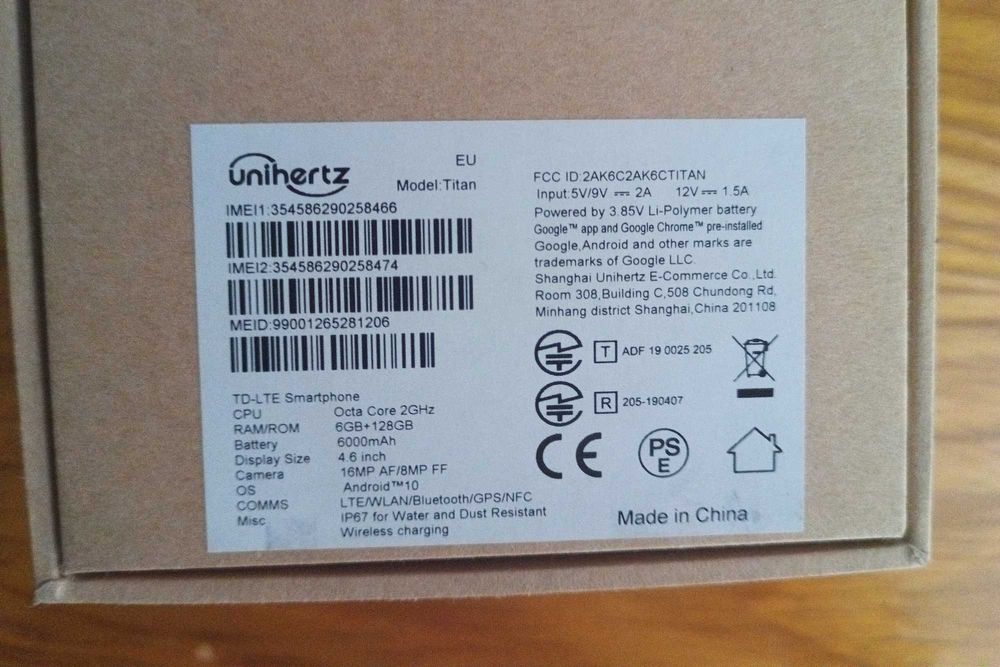 unihertz
EU
Model:Titan
IMEI1:354586290258466
IMEI2:354586290258474
MEID:99001265281206
TD-LTE Smartphone
CPU Octa Core 2GHz
RAM/ROM 6GB+128GB
Battery 6000mAh
Display Size 4.6 inch
Camera 16MP AF/8MP FF
OS Android™10
COMMS LTE/WLAN/Bluetooth/GPS/NFC
Misc IP67 for Water and Dust Resistant
Wireless charging
FCC ID:2AK6C2AK6CTITAN
Input:5V/9V ⎓ 2A 12V ⎓ 1.5A
Powered by 3.85V Li-Polymer battery
Google™ app and Google Chrome™ pre-installed
Google,Android and other marks are
trademarks of Google LLC.
Shanghai Unihertz E-Commerce Co.,Ltd.
Room 308,Building C,508 Chundong Rd,
Minhang district Shanghai,China 201108
T ADF 19 0025 205
R 205-190407
CE
PS
E
Made in China